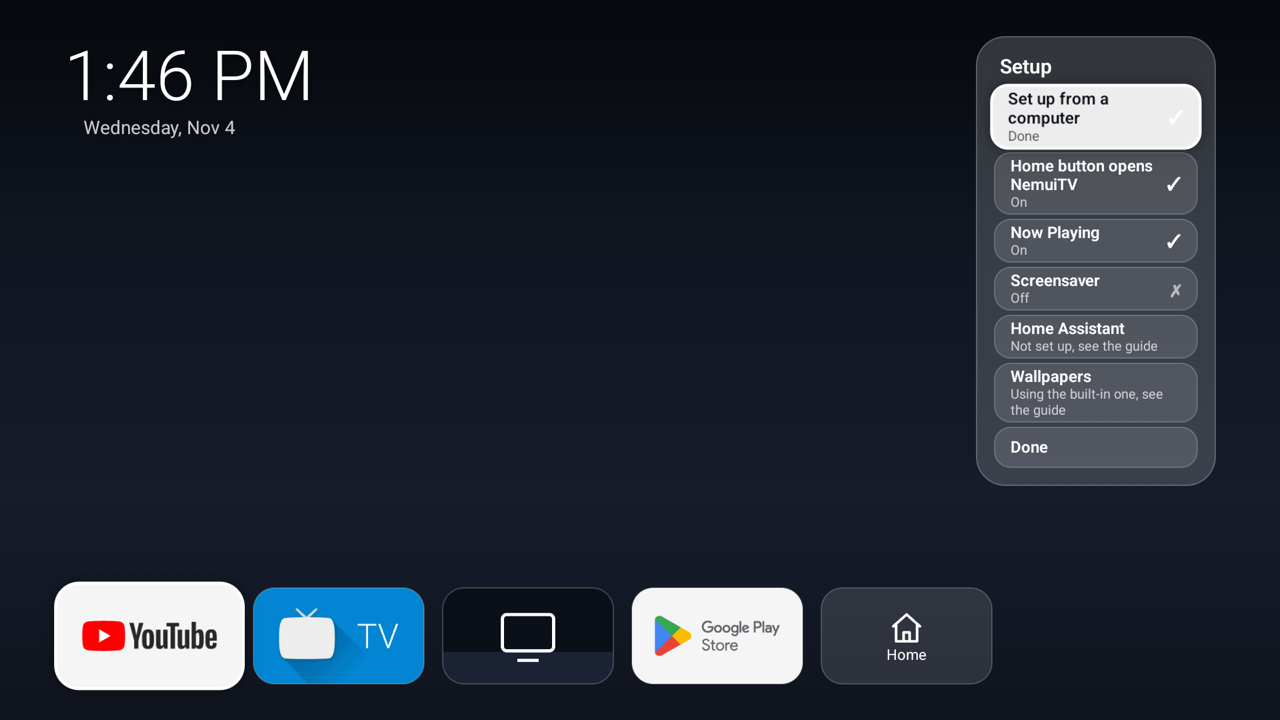 1:46 PM
Wednesday, Nov 4
Setup
Set up from a
computer
Done
Home button opens
NemuiTV
On
Now Playing
On
Screensaver
Off
Home Assistant
Not set up, see the guide
Wallpapers
Using the built-in one, see
the guide
Done
YouTube
TV
Google Play
Store
Home